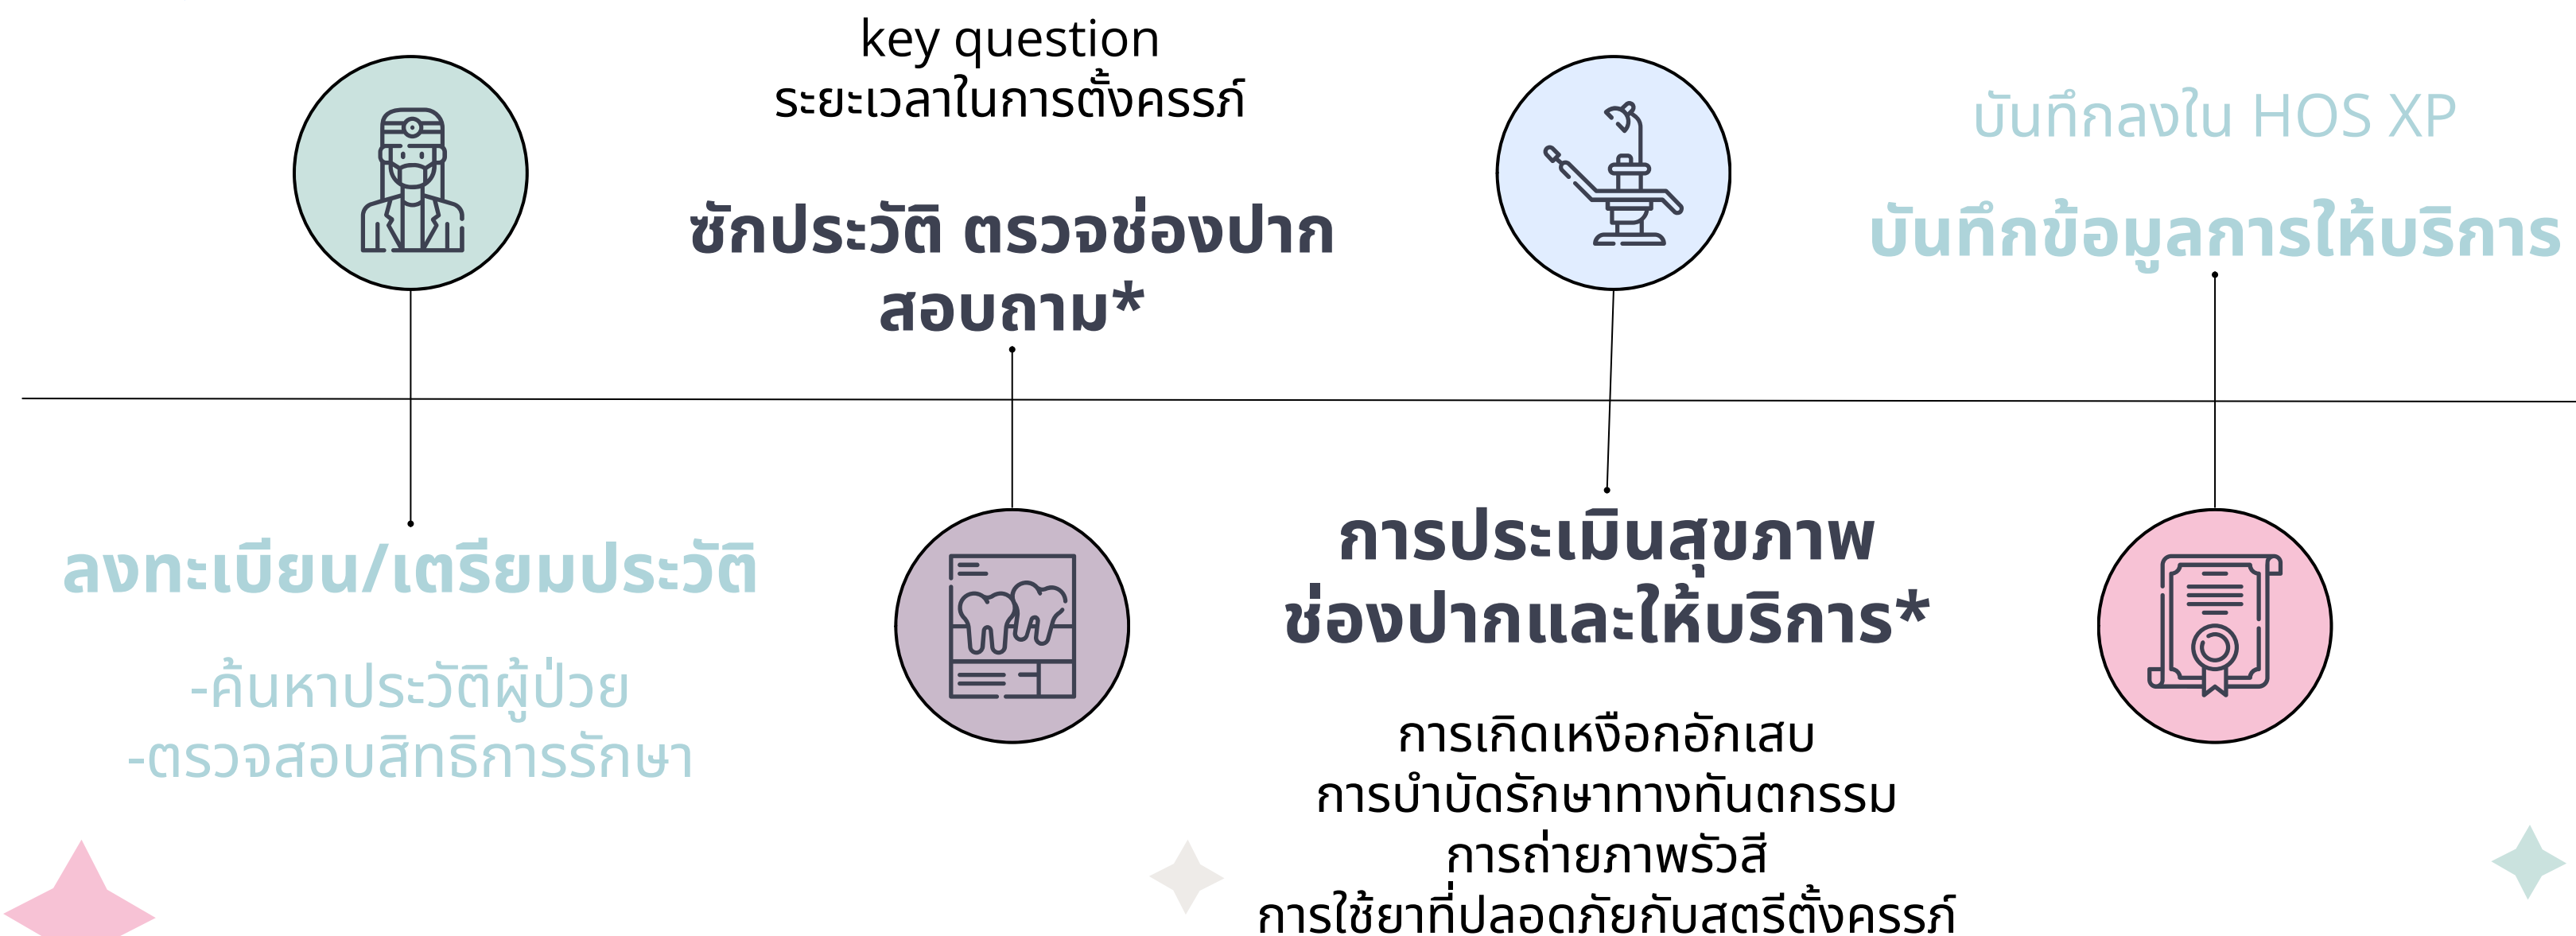 ลงทะเบียน/เตรียมประวัติ
-ค้นหาประวัติผู้ป่วย
-ตรวจสอบสิทธิการรักษา
key question
ระยะเวลาในการตั้งครรภ์
ซักประวัติ ตรวจช่องปาก
สอบถาม*
การประเมินสุขภาพ
ช่องปากและให้บริการ*
การเกิดเหงือกอักเสบ
การบำบัดรักษาทางทันตกรรม
การถ่ายภาพรัวสี
การใช้ยาที่ปลอดภัยกับสตรีตั้งครรภ์
บันทึกลงใน HOS XP
บันทึกข้อมูลการให้บริการ